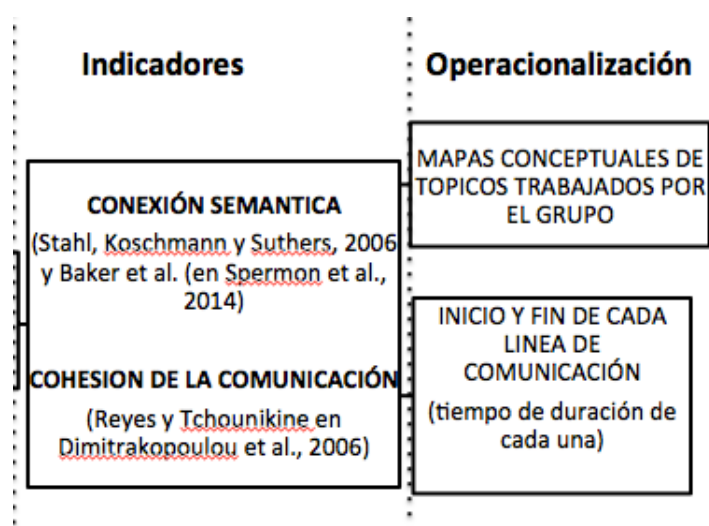 Indicadores
CONEXIÓN SEMANTICA
(Stahl, Koschmann y Suthers, 2006
y Baker et al. (en Spermon et al.,
2014)
COHESION DE LA COMUNICACIÓN
(Reyes y Tchounikine en
Dimitrakopoulou et al., 2006)
Operacionalización
MAPAS CONCEPTUALES DE
TOPICOS TRABAJADOS POR
EL GRUPO
INICIO Y FIN DE CADA
LINEA DE
COMUNICACIÓN
(tiempo de duración de
cada una)